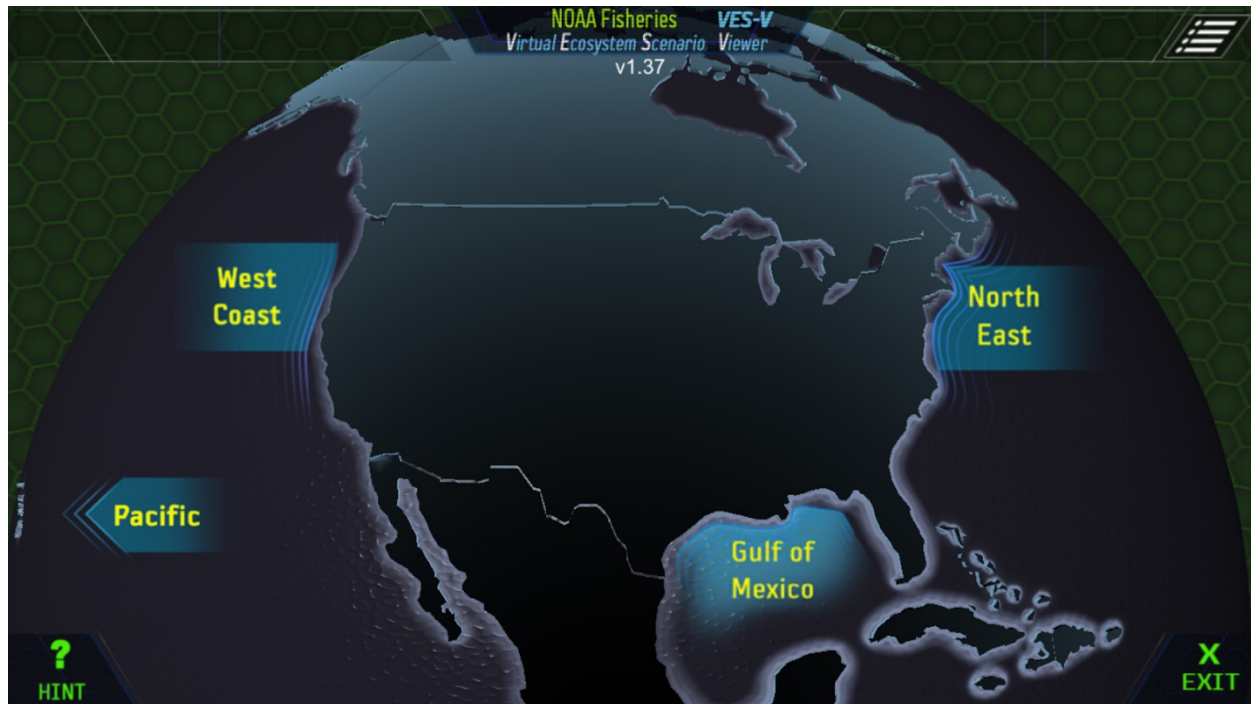 NOAA Fisheries VES-V
Virtual Ecosystem Scenario Viewer
v1.37
West
Coast
North
East
Pacific
Gulf of
Mexico
?
HINT
X
EXIT